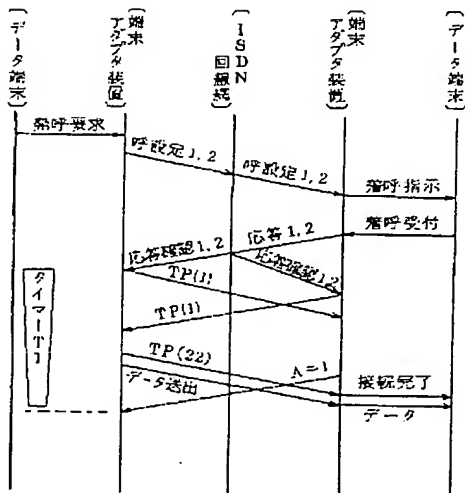 〔データ端末〕
〔端末アダプタ装置〕
〔ISDN回線網〕
〔端末アダプタ装置〕
〔データ端末〕
発呼要求
呼設定1,2
呼設定1,2
着呼指示
着呼受付
応答1,2
応答確認1,2
応答確認1,2
TP(1)
TP(1)
タイマーT1
TP(22)
データ送出
A=1
接続完了
データ